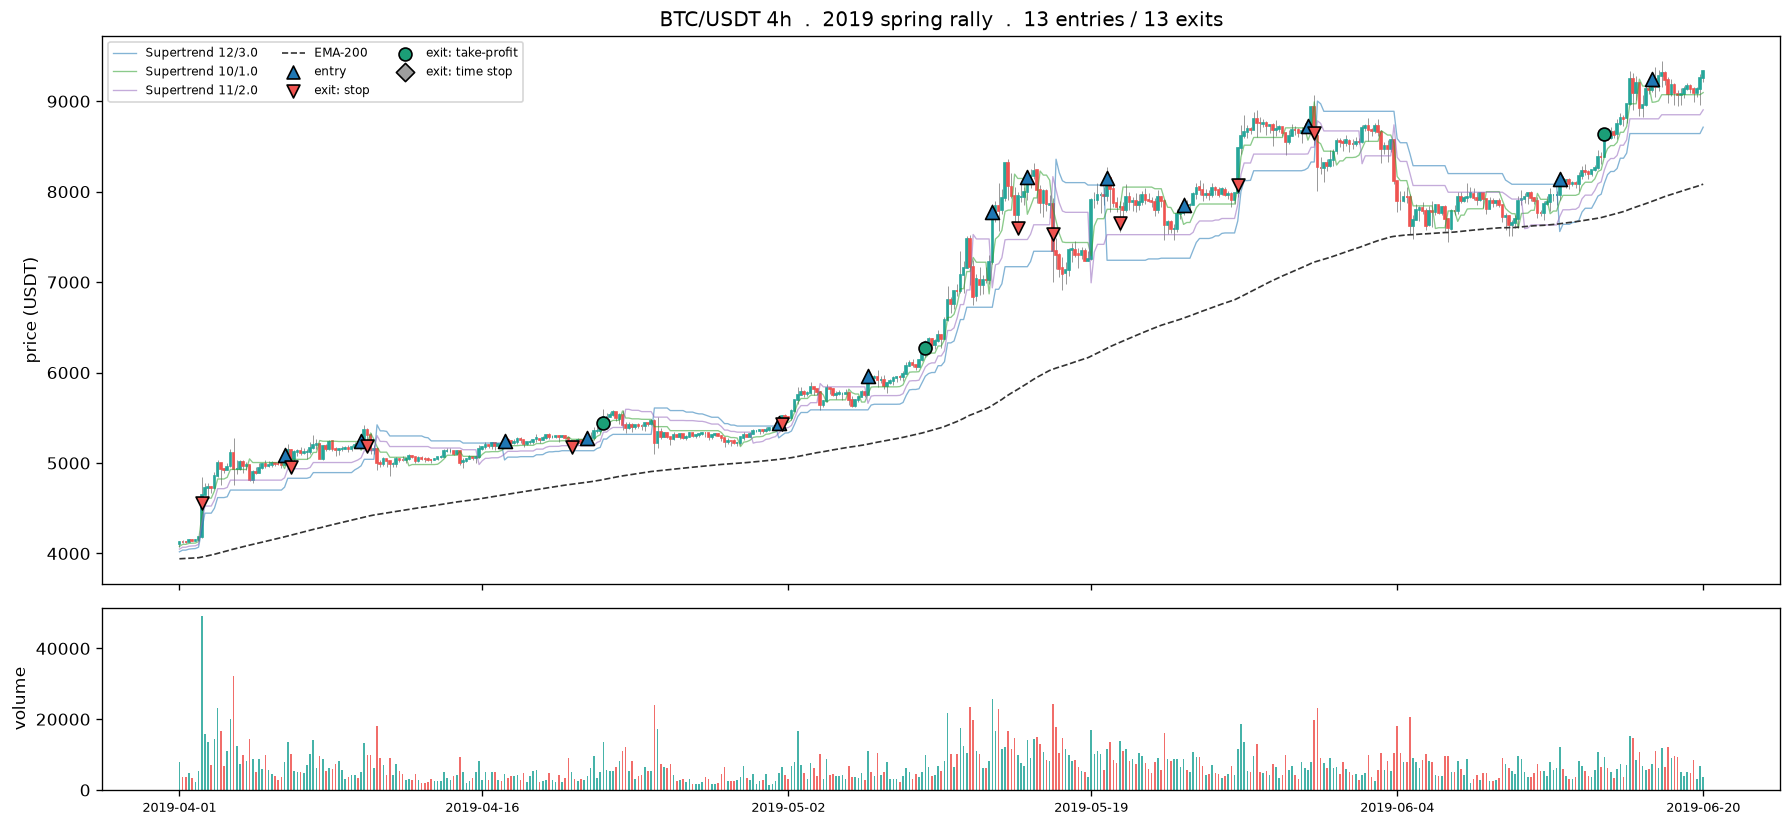 BTC/USDT 4h . 2019 spring rally . 13 entries / 13 exits
Supertrend 12/3.0
Supertrend 10/1.0
Supertrend 11/2.0
EMA-200
entry
exit: stop
exit: take-profit
exit: time stop
price (USDT)
9000
8000
7000
6000
5000
4000
volume
40000
20000
0
2019-04-01
2019-04-16
2019-05-02
2019-05-19
2019-06-04
2019-06-20